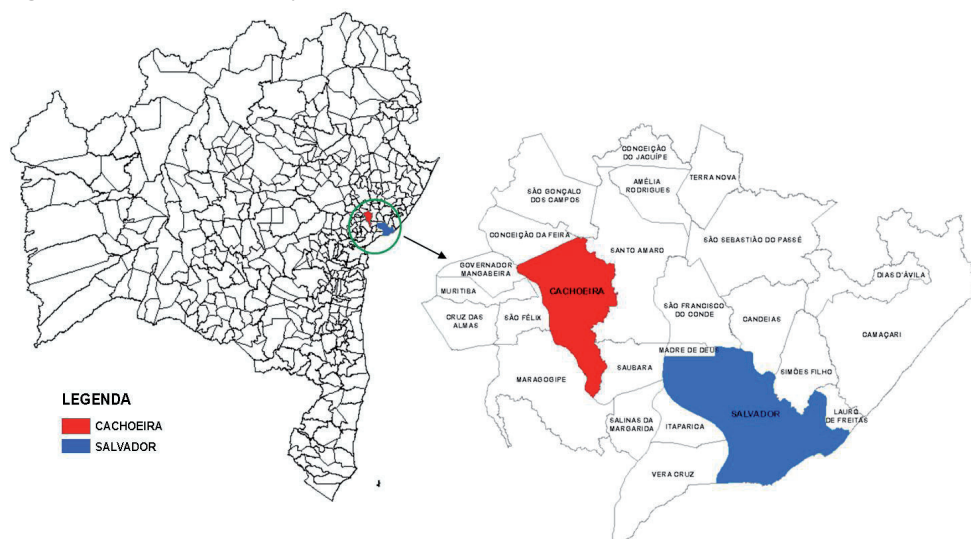 LEGENDA
CACHOEIRA
SALVADOR
CONCEIÇÃO
DO JACUÍPE
AMÉLIA
RODRIGUES
TERRA NOVA
SÃO GONÇALO
DOS CAMPOS
CONCEIÇÃO DA FEIRA
SANTO AMARO
SÃO SEBASTIÃO DO PASSÉ
GOVERNADOR
MANGABEIRA
DIAS D'ÁVILA
MURITIBA
CACHOEIRA
CRUZ DAS
ALMAS
SÃO FÉLIX
SÃO FRANCISCO
DO CONDE
CANDEIAS
CAMAÇARI
MADRE DE DEUS
MARAGOGIPE
SAUBARA
SIMÕES FILHO
SALINAS DA
MARGARIDA
ITAPARICA
SALVADOR
LAURO
DE FREITAS
VERA CRUZ